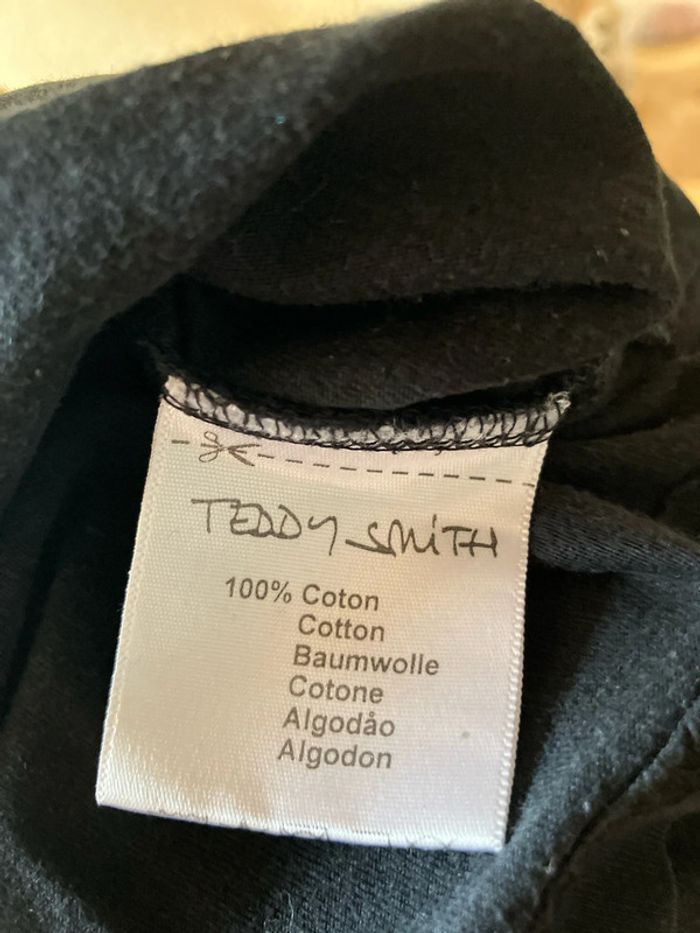 TEDDY SMITH
100% Coton
Cotton
Baumwolle
Cotone
Algodåo
Algodon